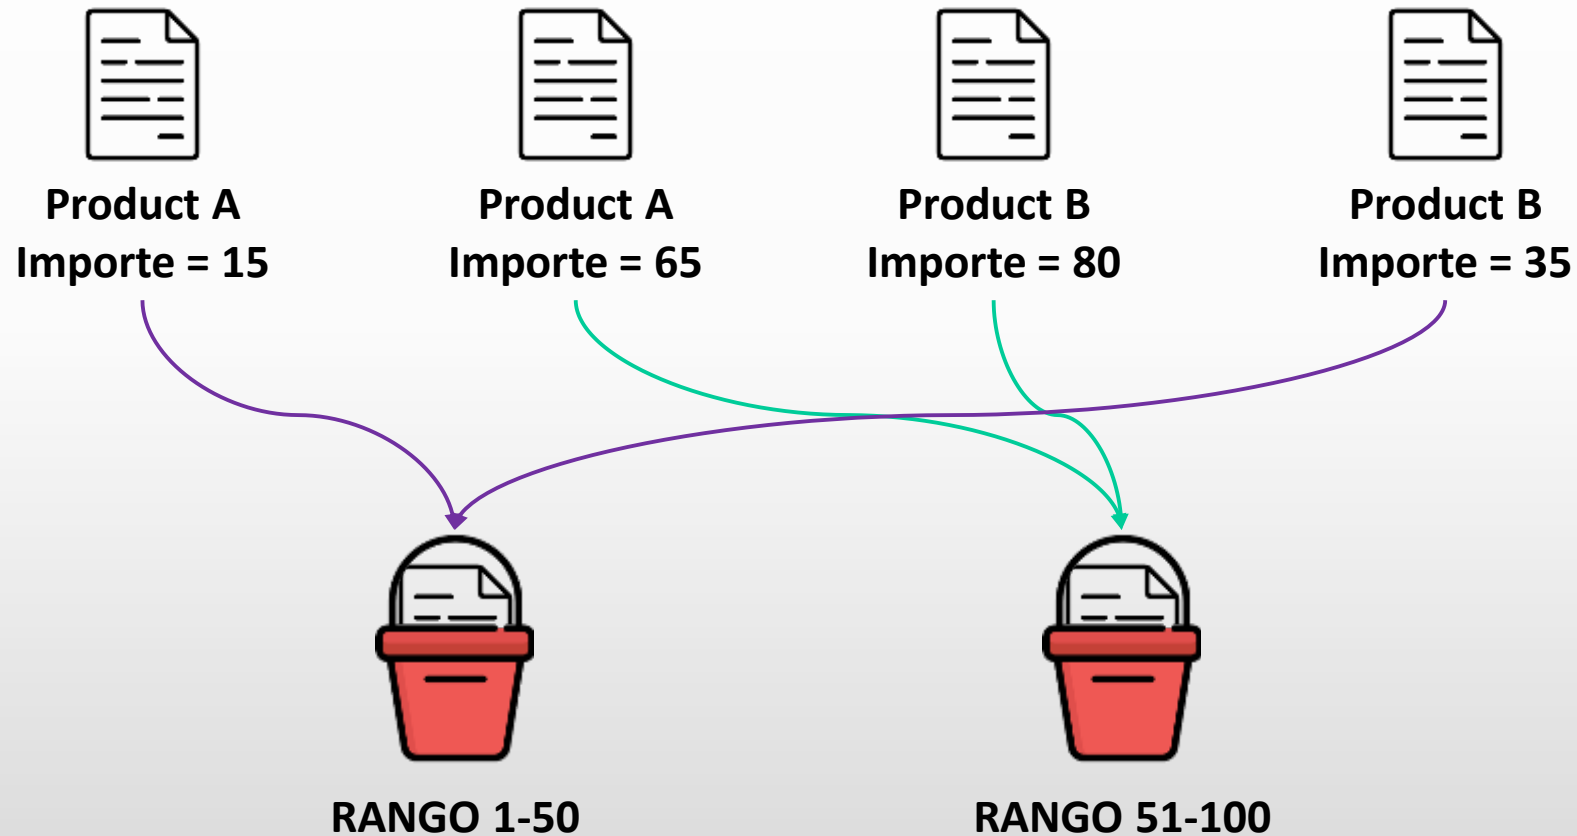 Product A
Importe = 15
Product A
Importe = 65
Product B
Importe = 80
Product B
Importe = 35
RANGO 1-50
RANGO 51-100